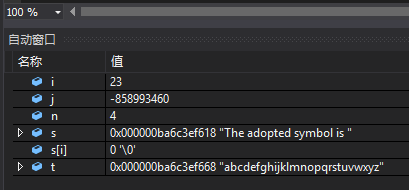 100 %
自动窗口
名称 值
i 23
j -858993460
n 4
s 0x000000ba6c3ef618 "The adopted symbol is "
s[i] 0 '\0'
t 0x000000ba6c3ef668 "abcdefghijklmnopqrstuvwxyz"